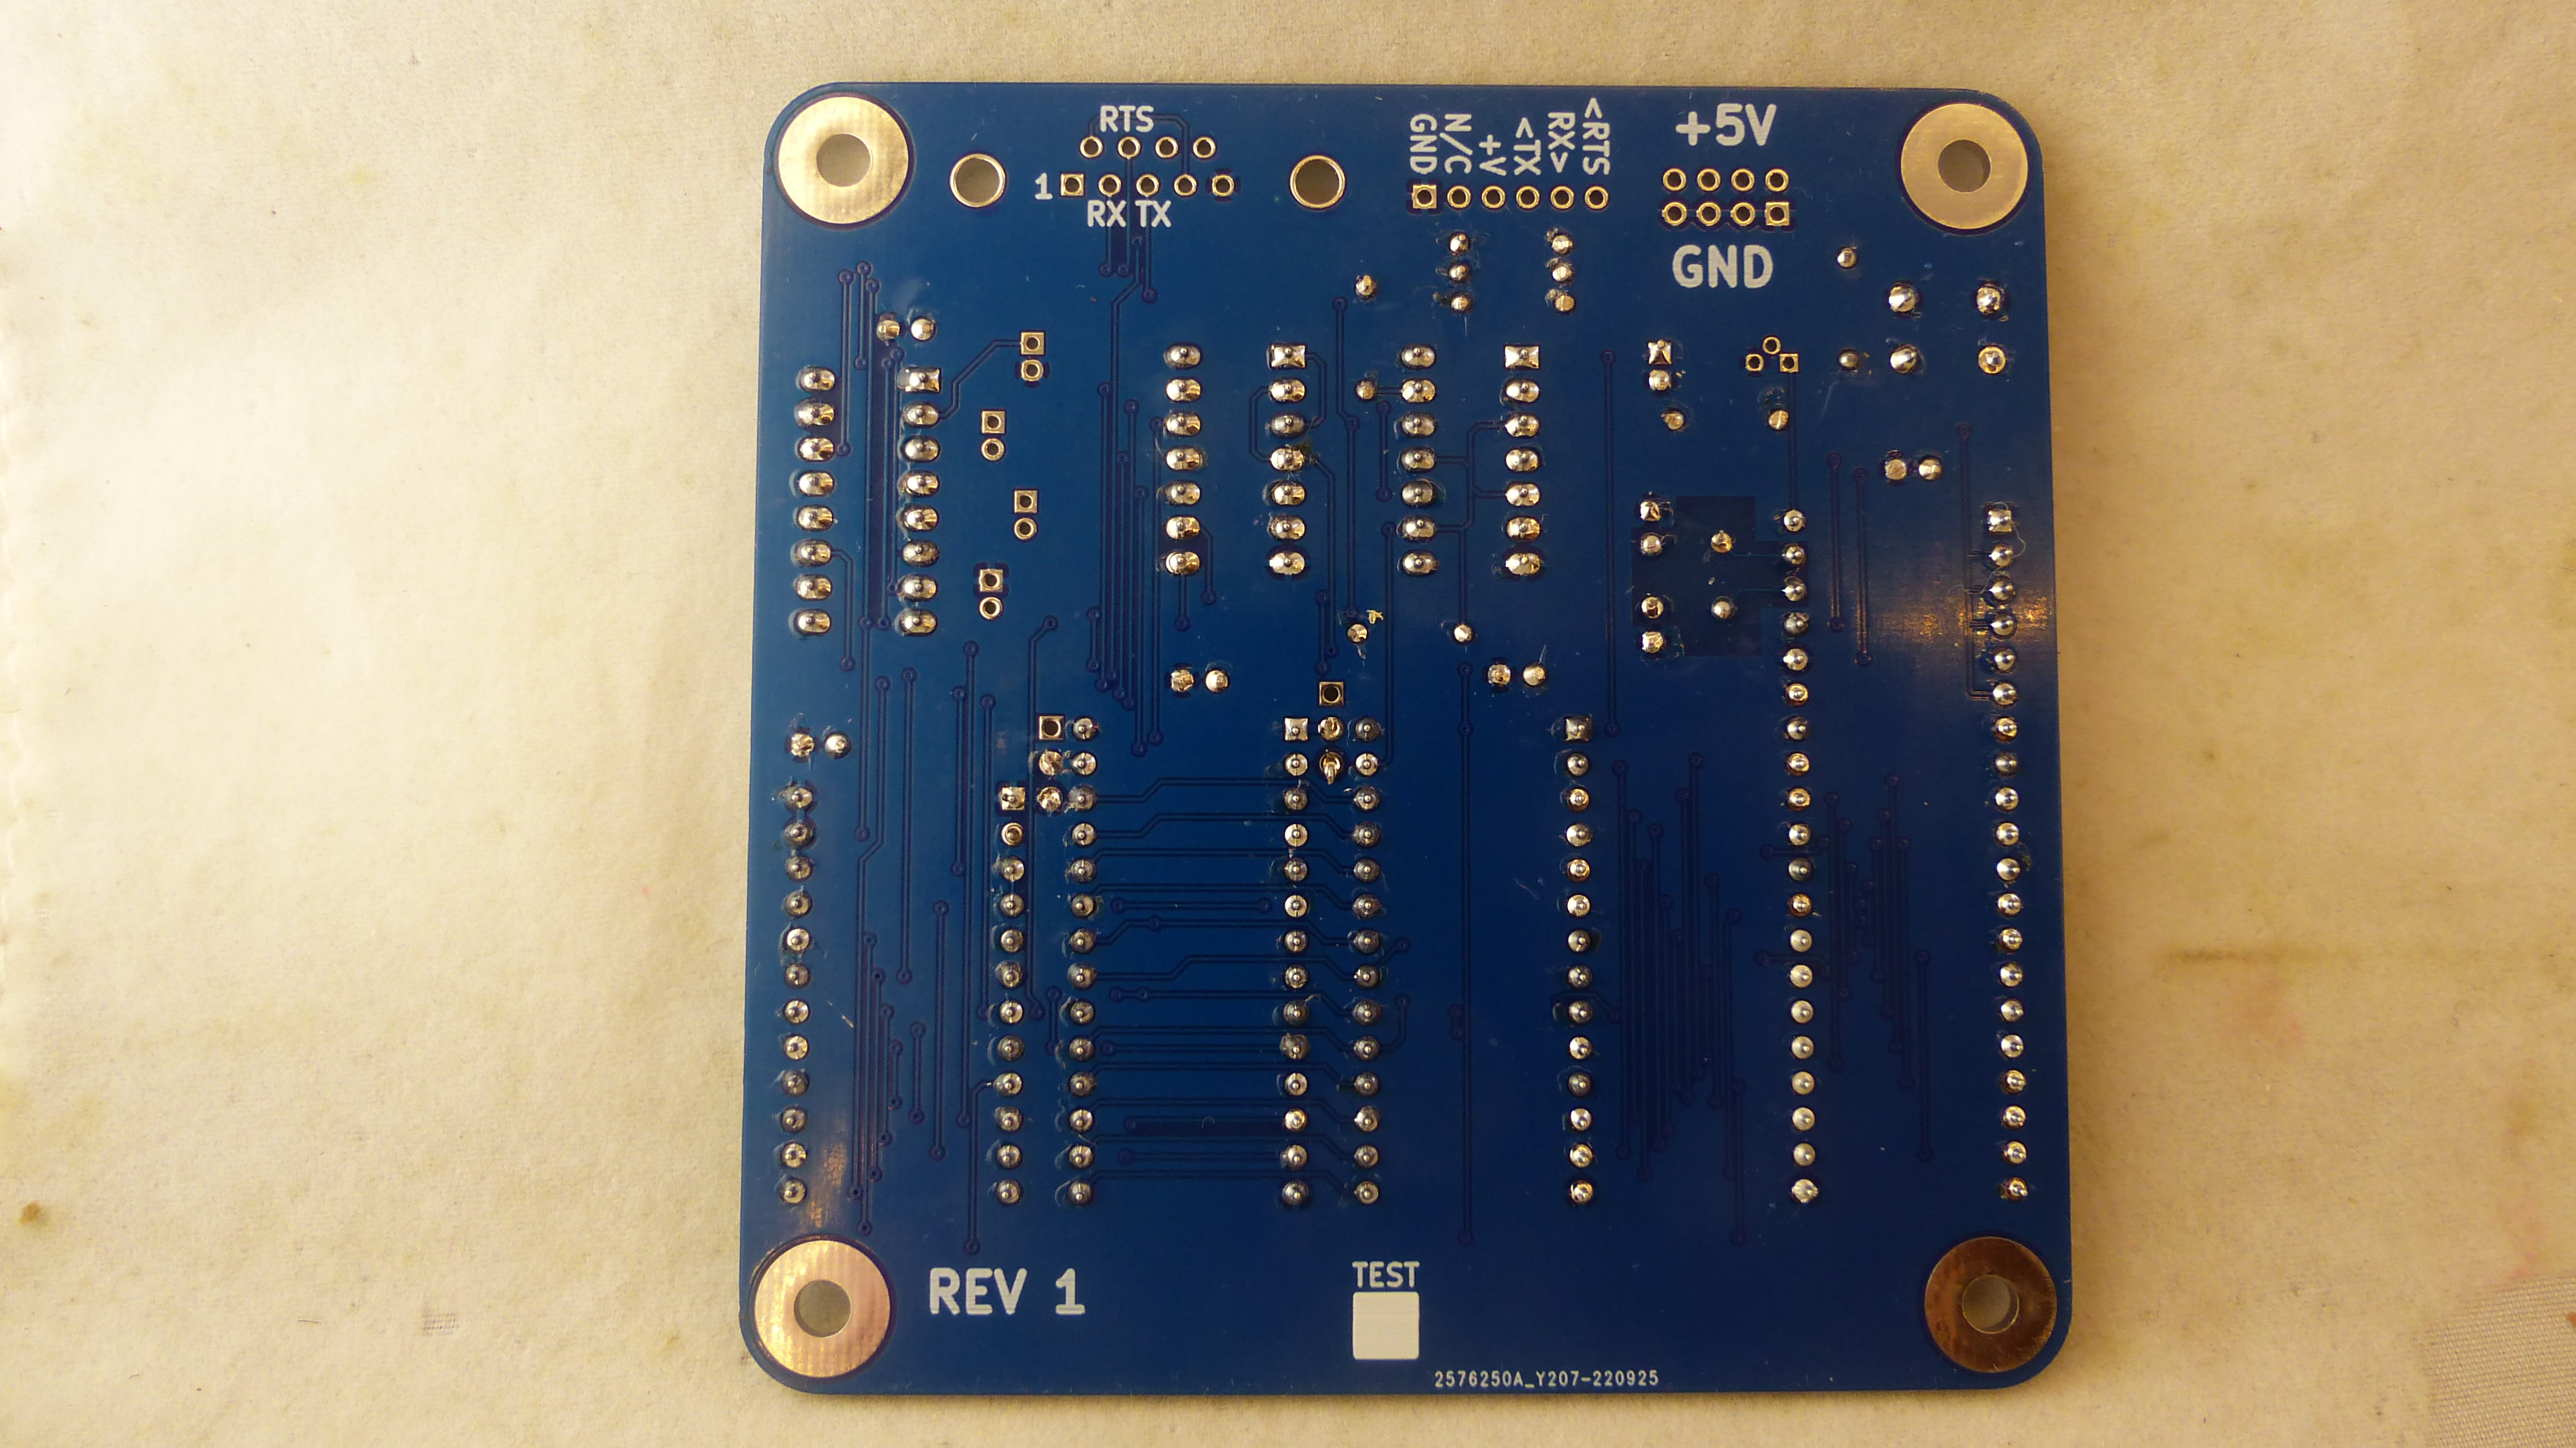 RTS
1
RX TX
GND
N/C
+V
<TX
RX>
<RTS
+5V
GND
REV 1
TEST
2576250A_Y207-220925